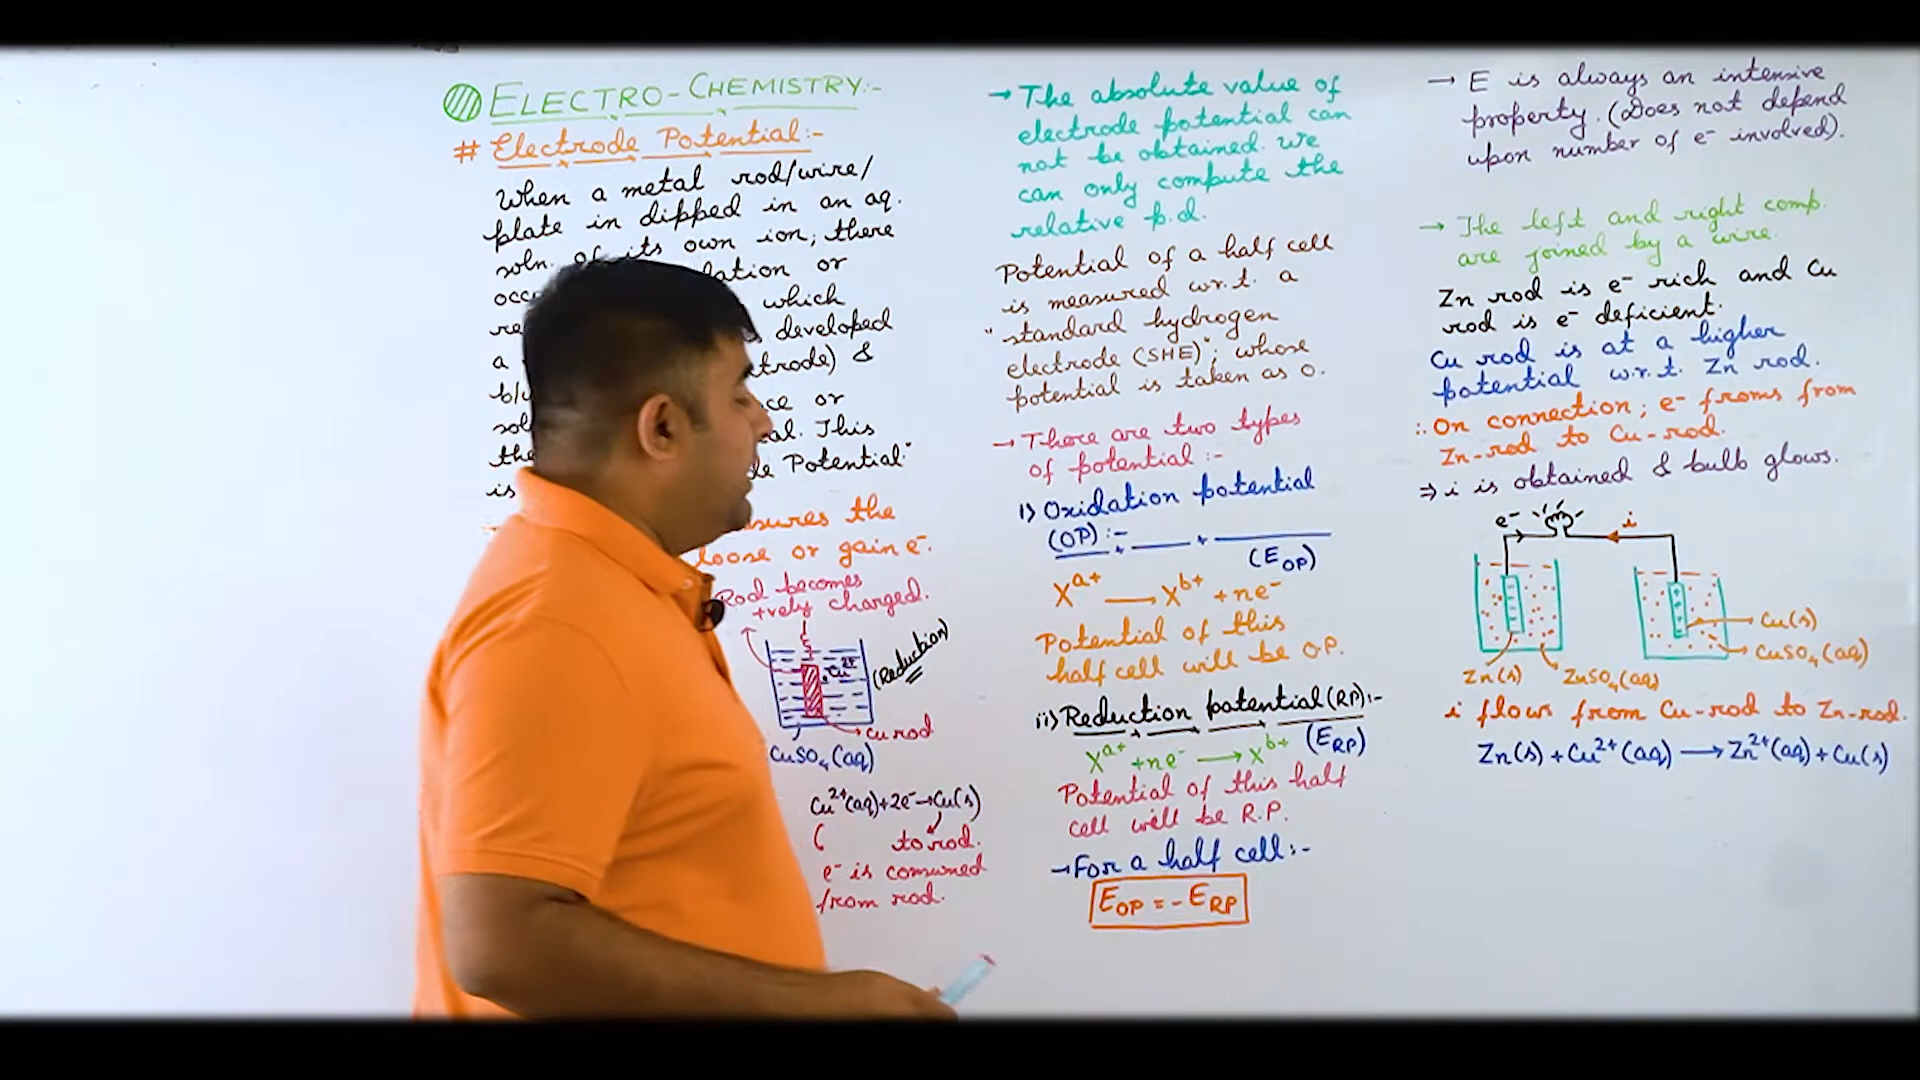 ELECTRO-CHEMISTRY:-
# Electrode Potential:-
When a metal rod/wire/
plate in dipped in an aq.
soln. of its own ion; there
lation or
which
developed
a trode) &
b/w ce or
al. This
the le Potential."
is
sures the
loose or gain e⁻.
Rod becomes
+vely charged.
Cu²⁺
(Reduction)
Cu rod
CuSO₄(aq)
Cu²⁺(aq)+2e⁻→Cu(s)
to rod.
e⁻ is consumed
from rod.
→ The absolute value of
electrode potential can
not be obtained. We
can only compute the
relative p.d.
Potential of a half cell
is measured w.r.t. a
"standard hydrogen
electrode (SHE)"; whose
potential is taken as 0.
→ There are two types
of potential:-
i) Oxidation potential
(OP):-
(E_OP)
X^a+ → X^b+ + ne⁻
Potential of this
half cell will be O.P.
ii) Reduction potential (RP):-
(E_RP)
X^a+ + ne⁻ → X^b+
Potential of this half
cell will be R.P.
→ For a half cell:-
E_OP = - E_RP
→ E is always an intensive
property. (Does not depend
upon number of e⁻ involved).
→ The left and right comp.
are joined by a wire.
Zn rod is e⁻ rich and Cu
rod is e⁻ deficient.
Cu rod is at a higher
potential w.r.t. Zn rod.
∴ On connection; e⁻ froms from
Zn-rod to Cu-rod.
⇒ i is obtained & bulb glows.
e⁻ i
Cu(s)
CuSO₄(aq)
Zn(s) ZnSO₄(aq)
i flows from Cu-rod to Zn-rod.
Zn(s) + Cu²⁺(aq) → Zn²⁺(aq) + Cu(s)